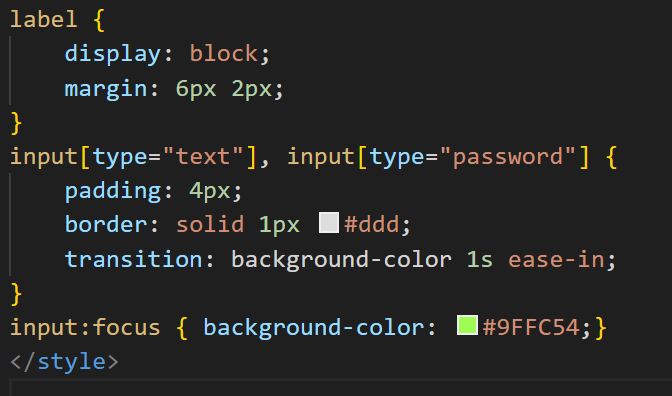 label {
    display: block;
    margin: 6px 2px;
}
input[type="text"], input[type="password"] {
    padding: 4px;
    border: solid 1px #ddd;
    transition: background-color 1s ease-in;
}
input:focus { background-color: #9FFC54;}
</style>